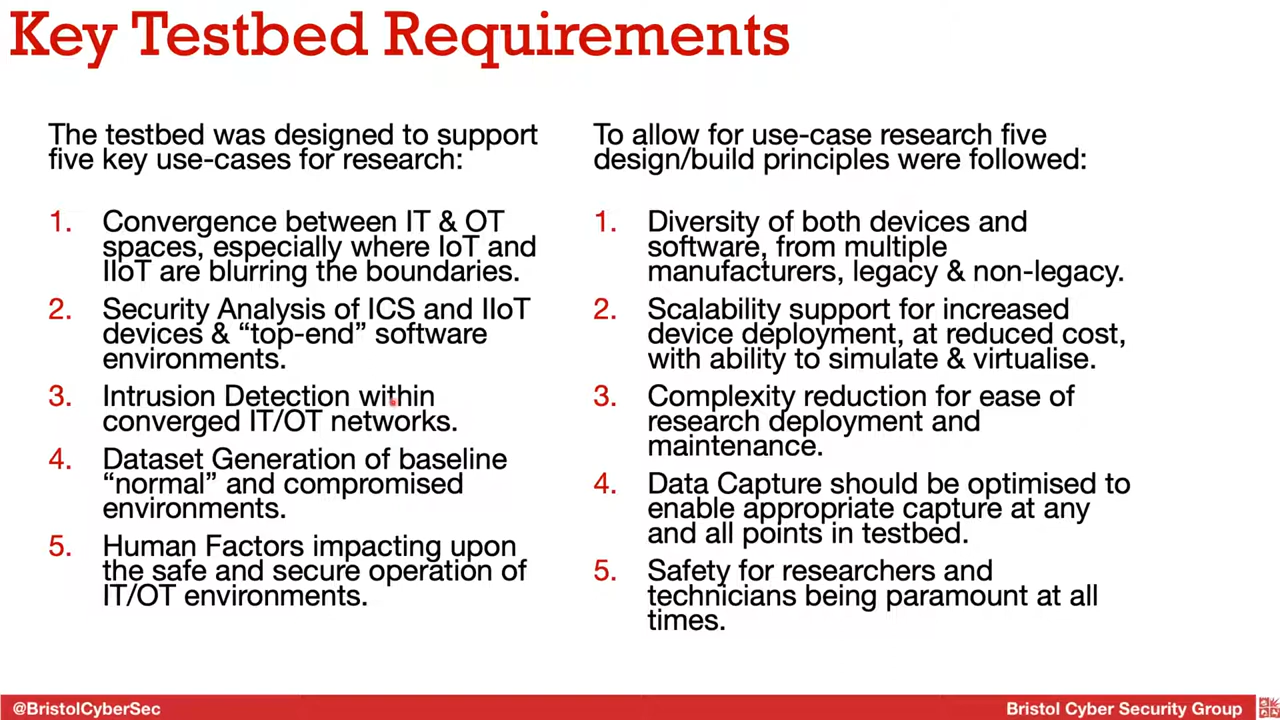 Key Testbed Requirements
The testbed was designed to support
five key use-cases for research:
1. Convergence between IT & OT
spaces, especially where IoT and
IIoT are blurring the boundaries.
2. Security Analysis of ICS and IIoT
devices & “top-end” software
environments.
3. Intrusion Detection within
converged IT/OT networks.
4. Dataset Generation of baseline
“normal” and compromised
environments.
5. Human Factors impacting upon
the safe and secure operation of
IT/OT environments.
To allow for use-case research five
design/build principles were followed:
1. Diversity of both devices and
software, from multiple
manufacturers, legacy & non-legacy.
2. Scalability support for increased
device deployment, at reduced cost,
with ability to simulate & virtualise.
3. Complexity reduction for ease of
research deployment and
maintenance.
4. Data Capture should be optimised to
enable appropriate capture at any
and all points in testbed.
5. Safety for researchers and
technicians being paramount at all
times.
@BristolCyberSec
Bristol Cyber Security Group